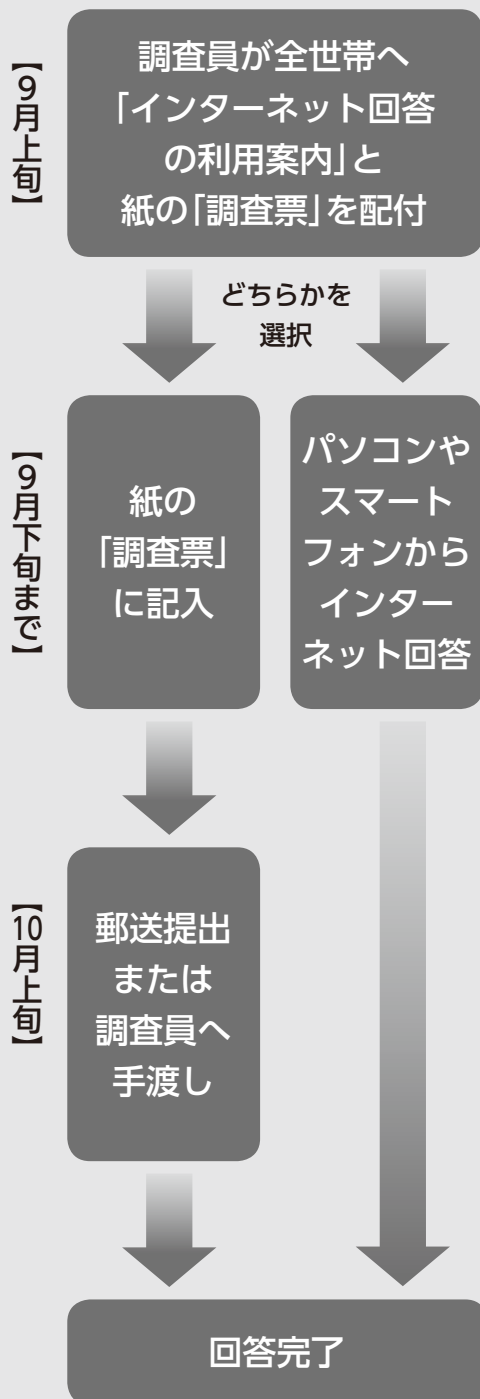 【9月上旬】
調査員が全世帯へ
「インターネット回答
の利用案内」と
紙の「調査票」を配付
どちらかを
選択
【9月下旬まで】
紙の
「調査票」
に記入
パソコンや
スマート
フォンから
インター
ネット回答
【10月上旬】
郵送提出
または
調査員へ
手渡し
回答完了